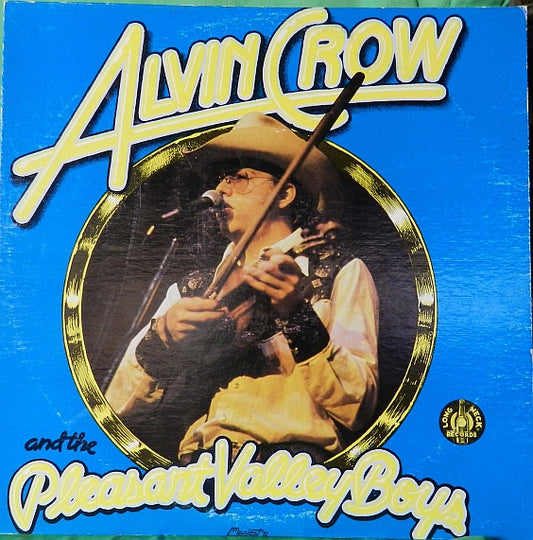 ALVIN CROW
and the
Pleasant Valley Boys
LONG NECK
RECORDS